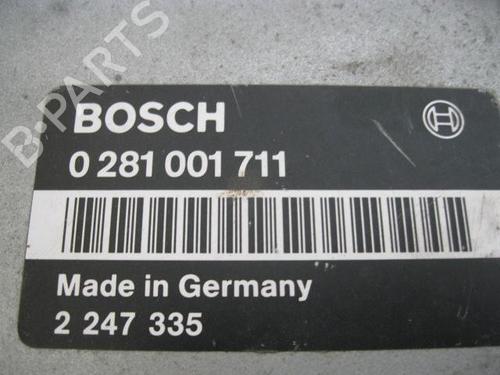 B-PARTS
BOSCH
0 281 001 711
Made in Germany
2 247 335